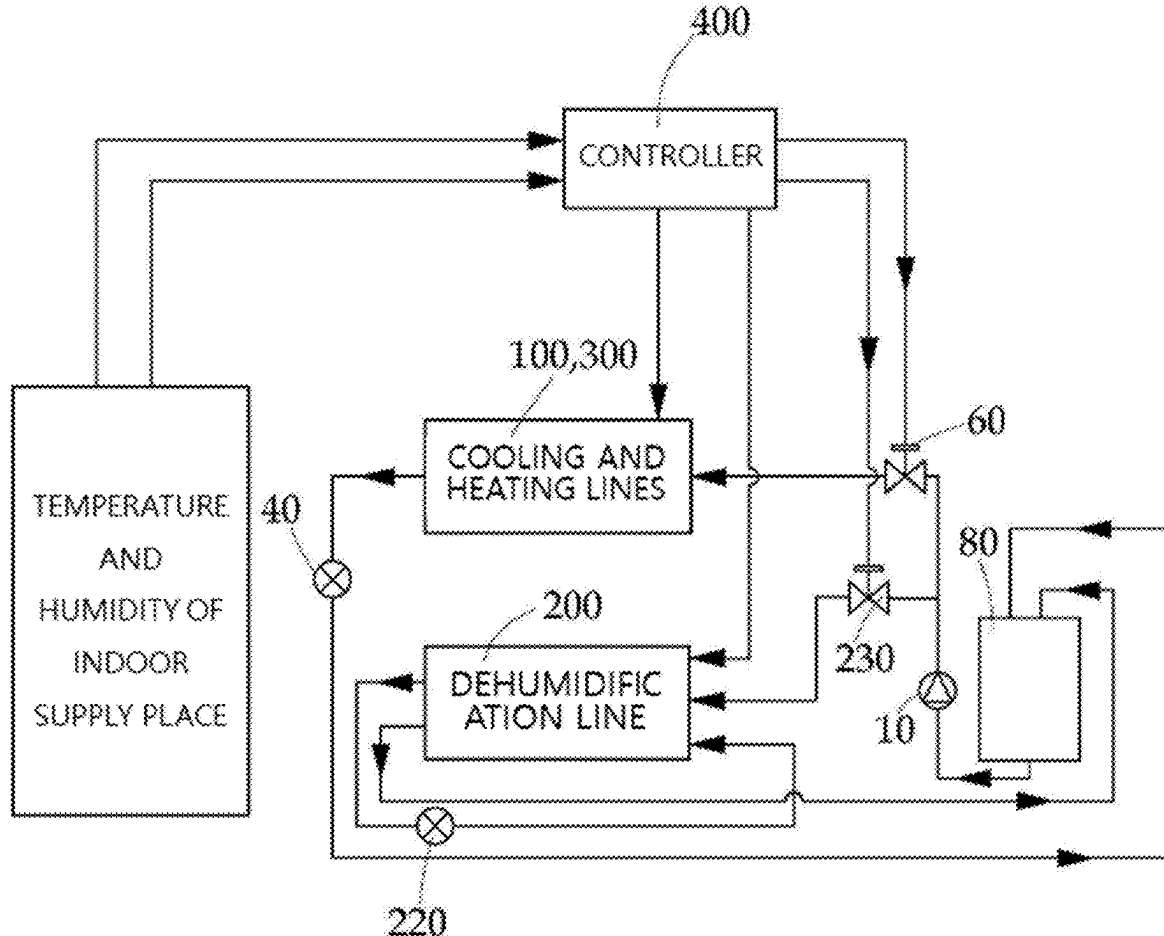 400
CONTROLLER
100,300
COOLING AND
HEATING LINES
60
40
80
TEMPERATURE
AND
HUMIDITY OF
INDOOR
SUPPLY PLACE
200
230
DEHUMIDIFIC
ATION LINE
10
220